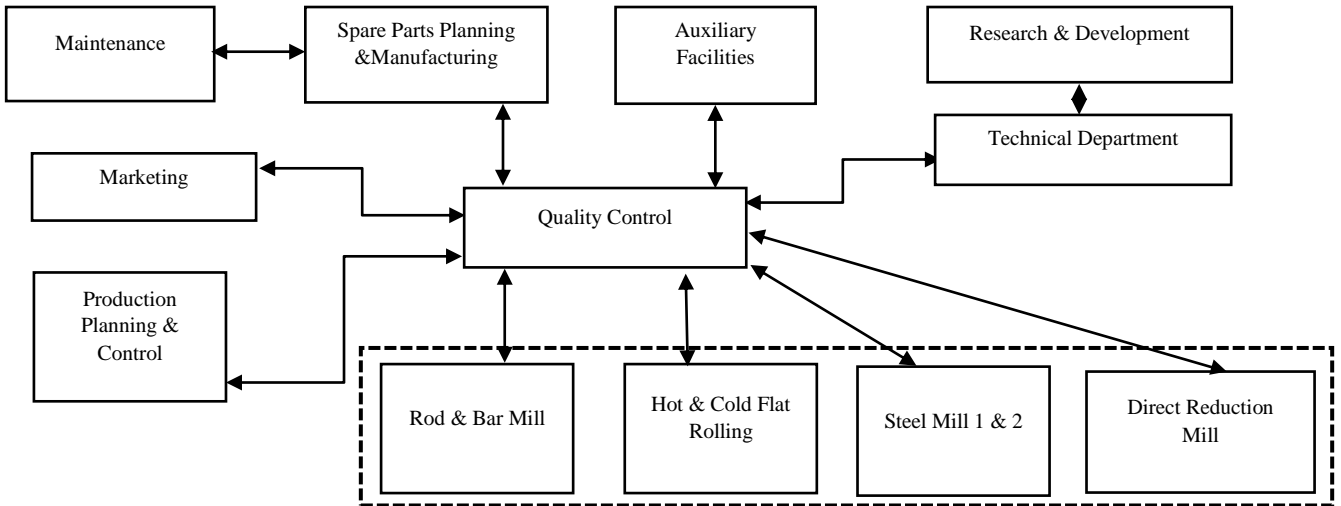 Maintenance
Spare Parts Planning
&Manufacturing
Auxiliary
Facilities
Research & Development
Technical Department
Marketing
Quality Control
Production
Planning &
Control
Rod & Bar Mill
Hot & Cold Flat
Rolling
Steel Mill 1 & 2
Direct Reduction
Mill